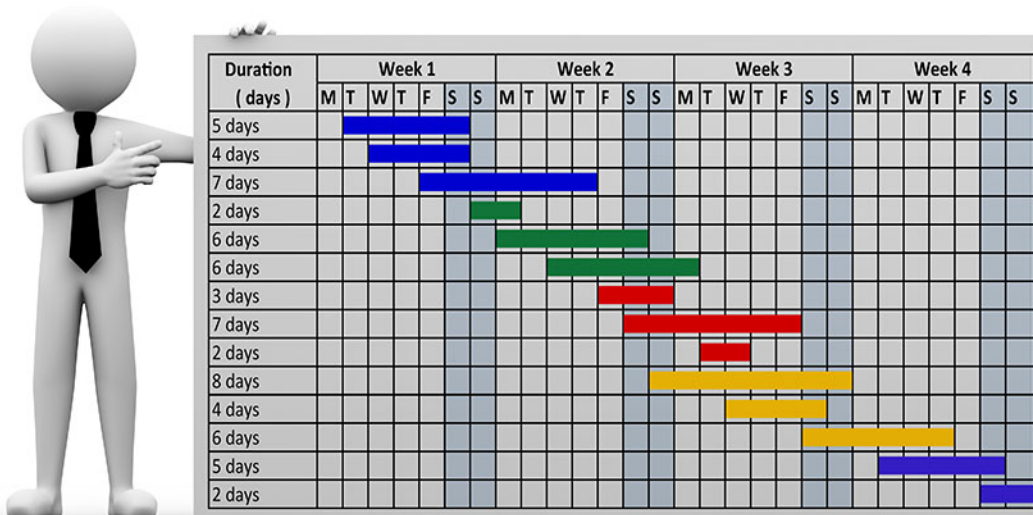 Duration Week 1 Week 2 Week 3 Week 4
( days ) M T W T F S S M T W T F S S M T W T F S S M T W T F S S
5 days
4 days
7 days
2 days
6 days
6 days
3 days
7 days
2 days
8 days
4 days
6 days
5 days
2 days